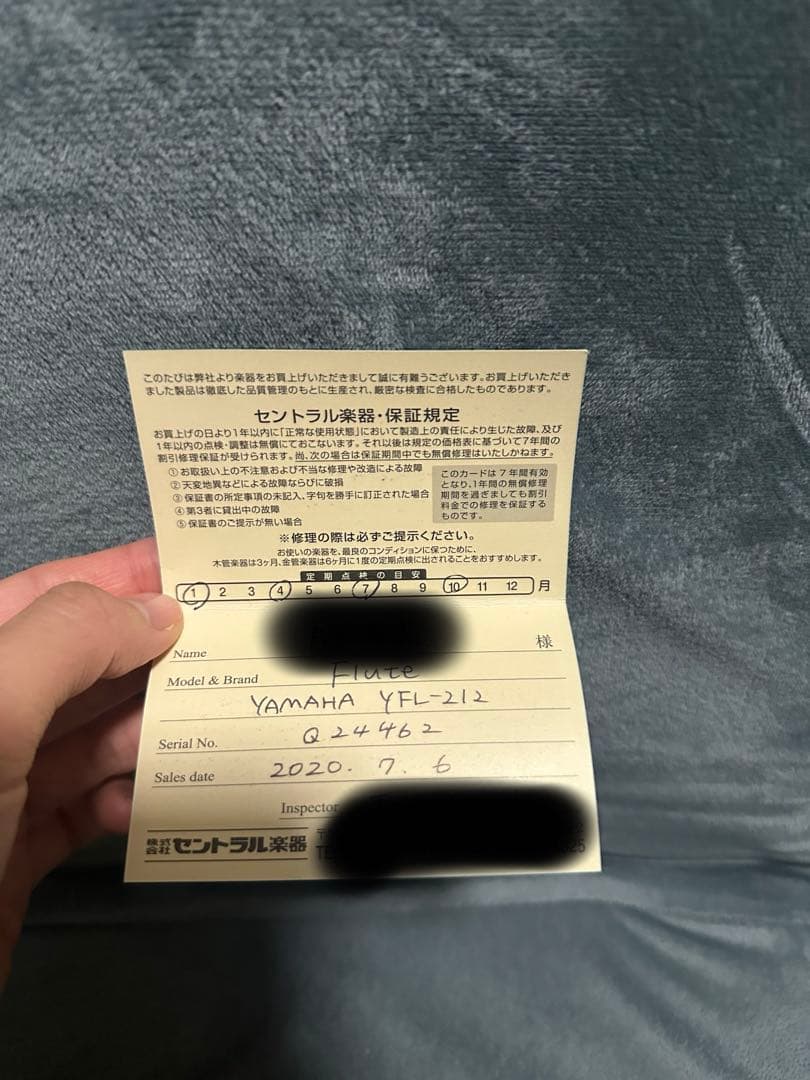 このたびは弊社より楽器をお買上げいただきまして誠に有難うございます。お買上げいただき
ました製品は徹底した品質管理のもとに生産され、厳密な検査に合格したものであります。
セントラル楽器・保証規定
お買上げの日より1年以内に「正常な使用状態」において製造上の責任により生じた故障、及び
1年以内の点検・調整は無償にておこないます。それ以後は規定の価格表に基づいて7年間の
割引修理保証が受けられます。尚、次の場合は保証期間中でも無償修理はいたしかねます。
①お取扱い上の不注意および不当な修理や改造による故障
②天変地異などによる故障ならびに破損
③保証書の所定事項の未記入、字句を勝手に訂正された場合
④第3者に貸出中の故障
⑤保証書のご提示が無い場合
このカードは7年間有効
となり、1年間の無償修理
期間を過ぎましても割引
料金での修理を保証する
ものです。
※修理の際は必ずご提示ください。
お使いの楽器を、最良のコンディションに保つために、
木管楽器は3ヶ月、金管楽器は6ヶ月に1度の定期点検に出されることをおすすめします。
定期点検の目安
1 2 3 4 5 6 7 8 9 10 11 12 月
Name 様
Model & Brand Flute
YAMAHA YFL-212
Serial No. Q24462
Sales date 2020. 7. 6
Inspector
株式会社 セントラル楽器